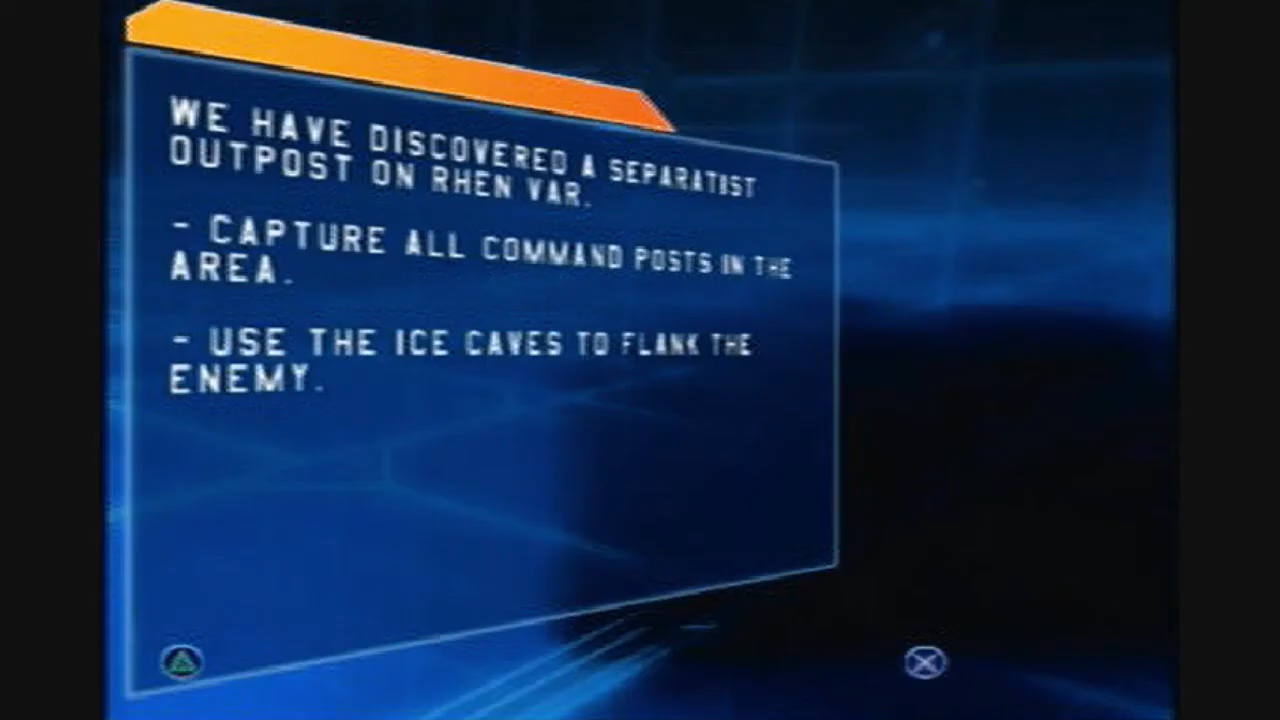 WE HAVE DISCOVERED A SEPARATIST
OUTPOST ON RHEN VAR.
- CAPTURE ALL COMMAND POSTS IN THE
AREA.
- USE THE ICE CAVES TO FLANK THE
ENEMY.